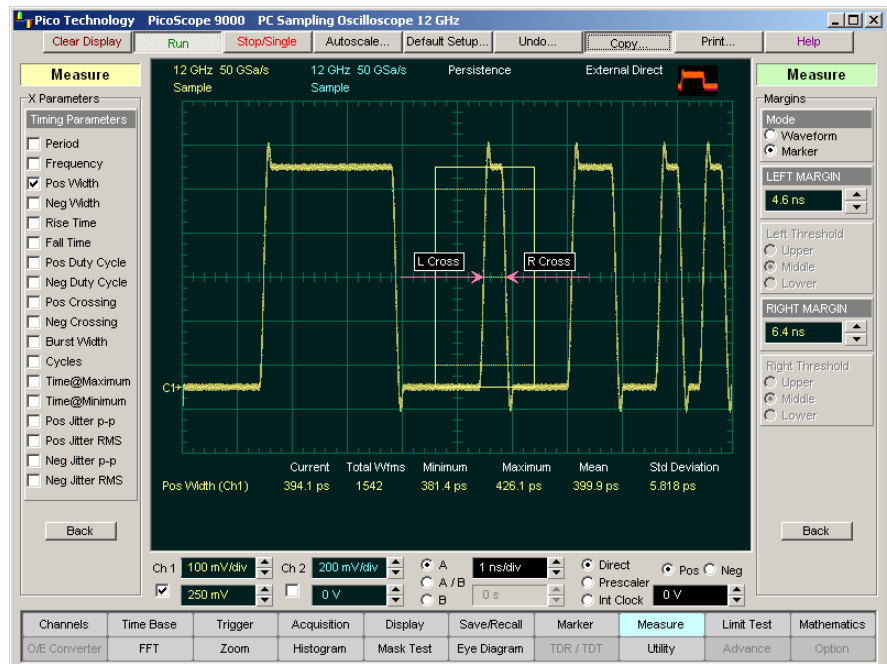 Pico Technology PicoScope 9000 PC Sampling Oscilloscope 12 GHz
Clear Display Run Stop/Single Autoscale... Default Setup... Undo... Copy... Print... Help
Measure
X Parameters
Timing Parameters
Period
Frequency
Pos Width
Neg Width
Rise Time
Fall Time
Pos Duty Cycle
Neg Duty Cycle
Pos Crossing
Neg Crossing
Burst Width
Cycles
Time@Maximum
Time@Minimum
Pos Jitter p-p
Pos Jitter RMS
Neg Jitter p-p
Neg Jitter RMS
Back
12 GHz 50 GSa/s 12 GHz 50 GSa/s Persistence External Direct
Sample Sample
L Cross R Cross
C1
Current Total Wfms Minimum Maximum Mean Std Deviation
Pos Width (Ch1) 394.1 ps 1542 381.4 ps 426.1 ps 399.9 ps 5.818 ps
Measure
Margins
Mode
Waveform
Marker
LEFT MARGIN
4.6 ns
Left Threshold
Upper
Middle
Lower
RIGHT MARGIN
6.4 ns
Right Threshold
Upper
Middle
Lower
Back
Ch 1 100 mV/div Ch 2 200 mV/div A 1 ns/div Direct Pos Neg
A / B Prescaler
250 mV 0 V B 0 s Int Clock 0 V
Channels Time Base Trigger Acquisition Display Save/Recall Marker Measure Limit Test Mathematics
O/E Converter FFT Zoom Histogram Mask Test Eye Diagram TDR / TDT Utility Advance Option